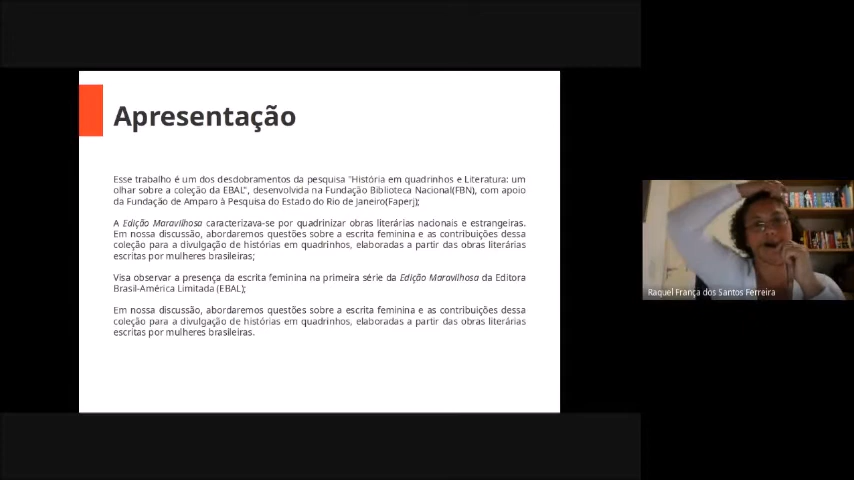 Apresentação
Esse trabalho é um dos desdobramentos da pesquisa "História em quadrinhos e Literatura: um
olhar sobre a coleção da EBAL", desenvolvida na Fundação Biblioteca Nacional(FBN), com apoio
da Fundação de Amparo à Pesquisa do Estado do Rio de Janeiro(Faperj);
A Edição Maravilhosa caracterizava-se por quadrinizar obras literárias nacionais e estrangeiras.
Em nossa discussão, abordaremos questões sobre a escrita feminina e as contribuições dessa
coleção para a divulgação de histórias em quadrinhos, elaboradas a partir das obras literárias
escritas por mulheres brasileiras;
Visa observar a presença da escrita feminina na primeira série da Edição Maravilhosa da Editora
Brasil-América Limitada (EBAL);
Em nossa discussão, abordaremos questões sobre a escrita feminina e as contribuições dessa
coleção para a divulgação de histórias em quadrinhos, elaboradas a partir das obras literárias
escritas por mulheres brasileiras.
Raquel França dos Santos Ferreira